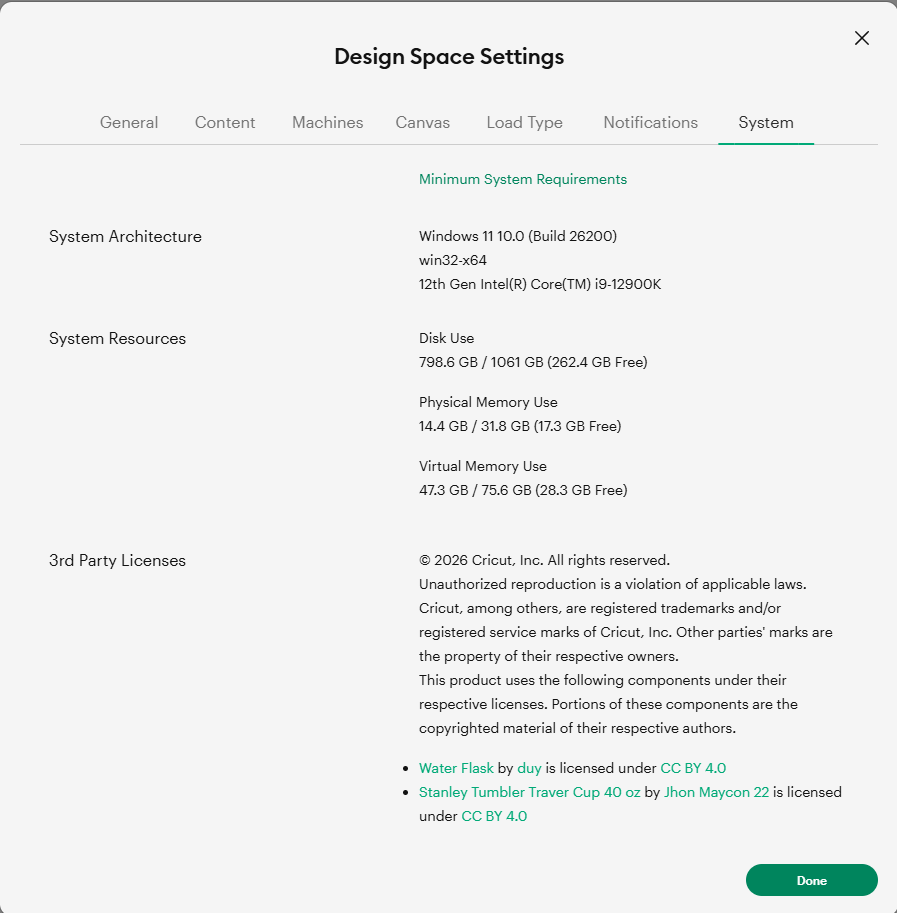 Design Space Settings
General Content Machines Canvas Load Type Notifications System
Minimum System Requirements
System Architecture
Windows 11 10.0 (Build 26200)
win32-x64
12th Gen Intel(R) Core(TM) i9-12900K
System Resources
Disk Use
798.6 GB / 1061 GB (262.4 GB Free)
Physical Memory Use
14.4 GB / 31.8 GB (17.3 GB Free)
Virtual Memory Use
47.3 GB / 75.6 GB (28.3 GB Free)
3rd Party Licenses
© 2026 Cricut, Inc. All rights reserved.
Unauthorized reproduction is a violation of applicable laws.
Cricut, among others, are registered trademarks and/or
registered service marks of Cricut, Inc. Other parties' marks are
the property of their respective owners.
This product uses the following components under their
respective licenses. Portions of these components are the
copyrighted material of their respective authors.
• Water Flask by duy is licensed under CC BY 4.0
• Stanley Tumbler Traver Cup 40 oz by Jhon Maycon 22 is licensed
under CC BY 4.0
Done